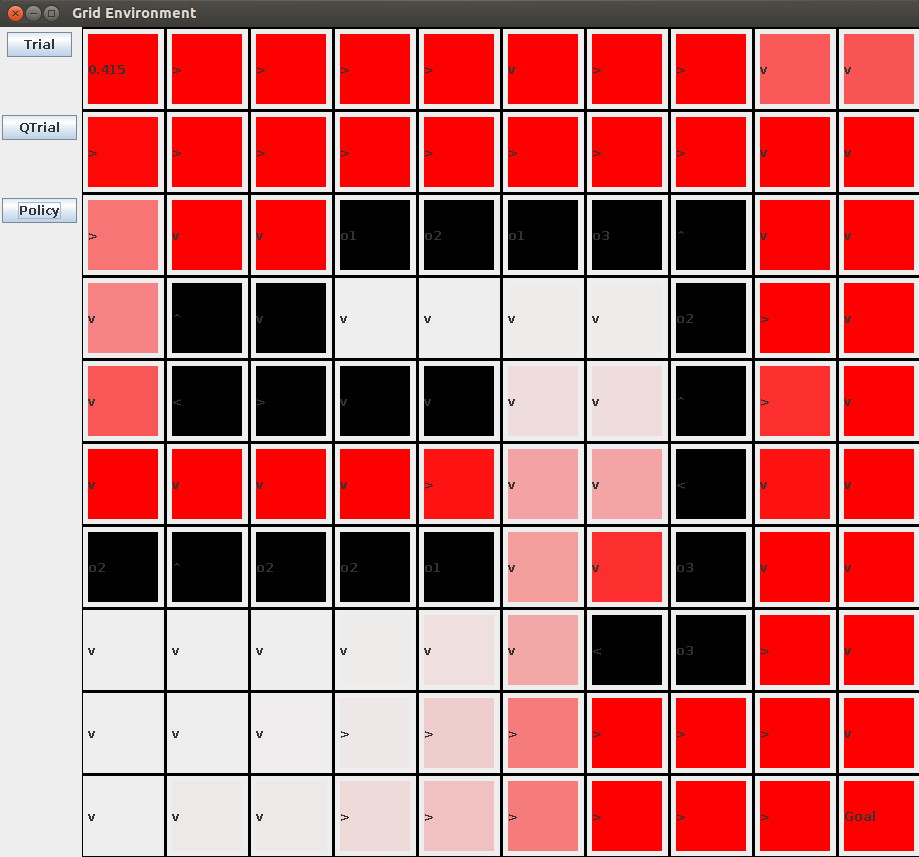 Grid Environment
Trial
QTrial
Policy
0.415 > > > > v > > v v
> > > > > > > > v v
> v v o1 o2 o1 o3 ^ v v
v ^ v v v v v o2 > v
v < > v v v v ^ > v
v v v v > v v < v v
o2 ^ o2 o2 o1 v v o3 v v
v v v v v v < o3 > v
v v v > > > > > > v
v v v > > > > > > Goal